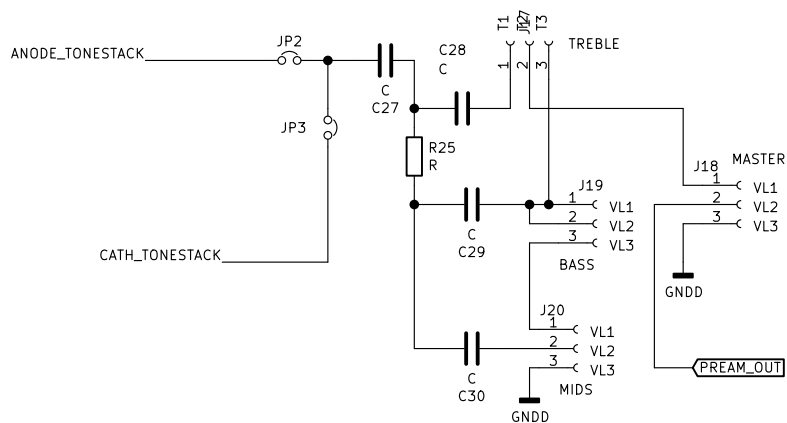 ANODE_TONESTACK
JP2
C28
C
T1
T3
TREBLE
1
2
3
C
C27
JP3
R25
R
J18
MASTER
1
VL1
2
VL2
3
VL3
GNDD
J19
1
VL1
2
VL2
3
VL3
BASS
C
C29
CATH_TONESTACK
J20
1
VL1
2
VL2
3
VL3
MIDS
C
C30
GNDD
PREAM_OUT